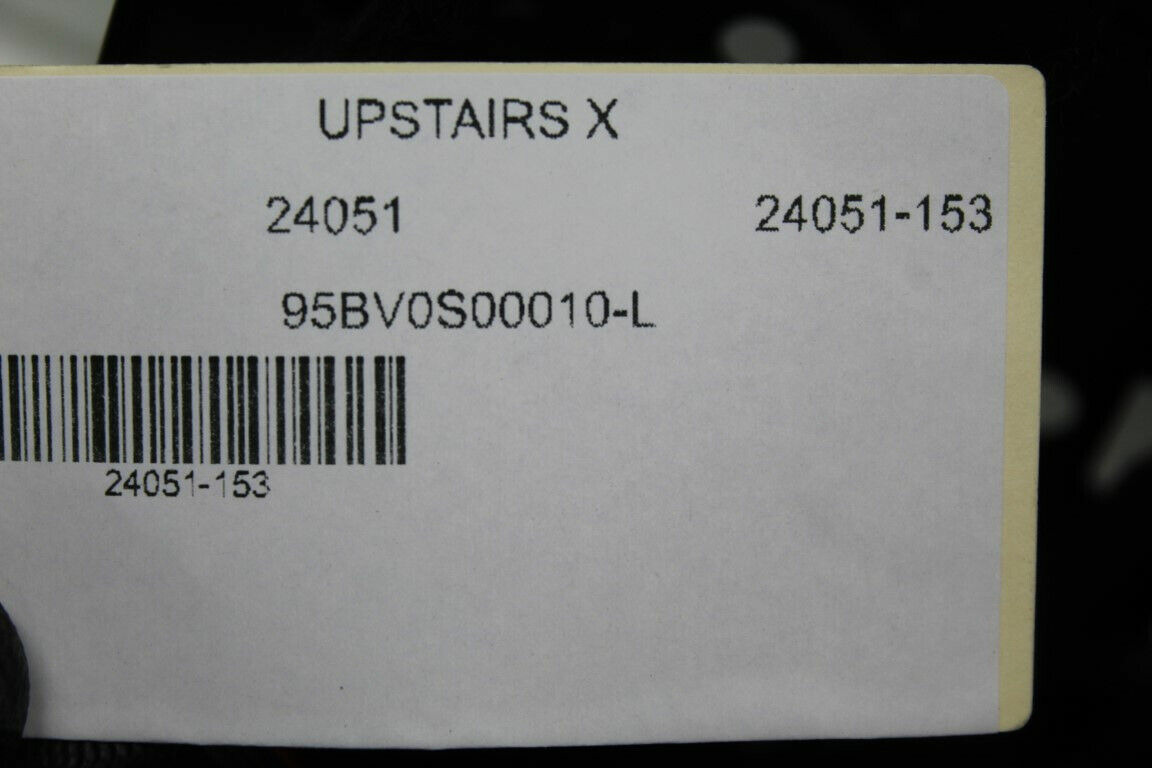 UPSTAIRS X
24051 24051-153
95BV0S00010-L
24051-153